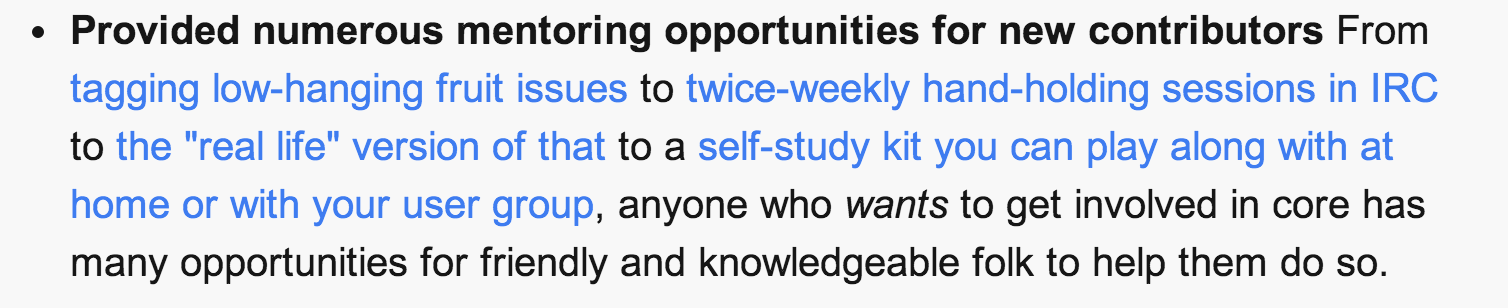 • Provided numerous mentoring opportunities for new contributors From
tagging low-hanging fruit issues to twice-weekly hand-holding sessions in IRC
to the "real life" version of that to a self-study kit you can play along with at
home or with your user group, anyone who wants to get involved in core has
many opportunities for friendly and knowledgeable folk to help them do so.